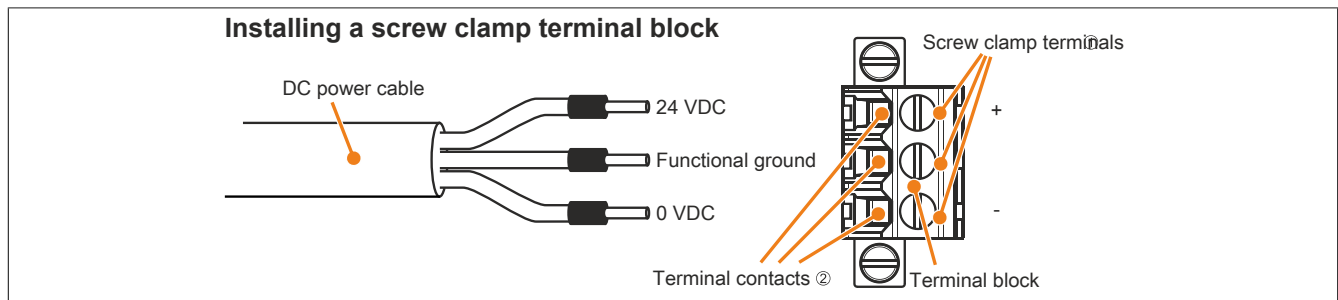 Installing a screw clamp terminal block
DC power cable
24 VDC
Functional ground
0 VDC
Screw clamp terminals ①
+
-
Terminal contacts ②
Terminal block